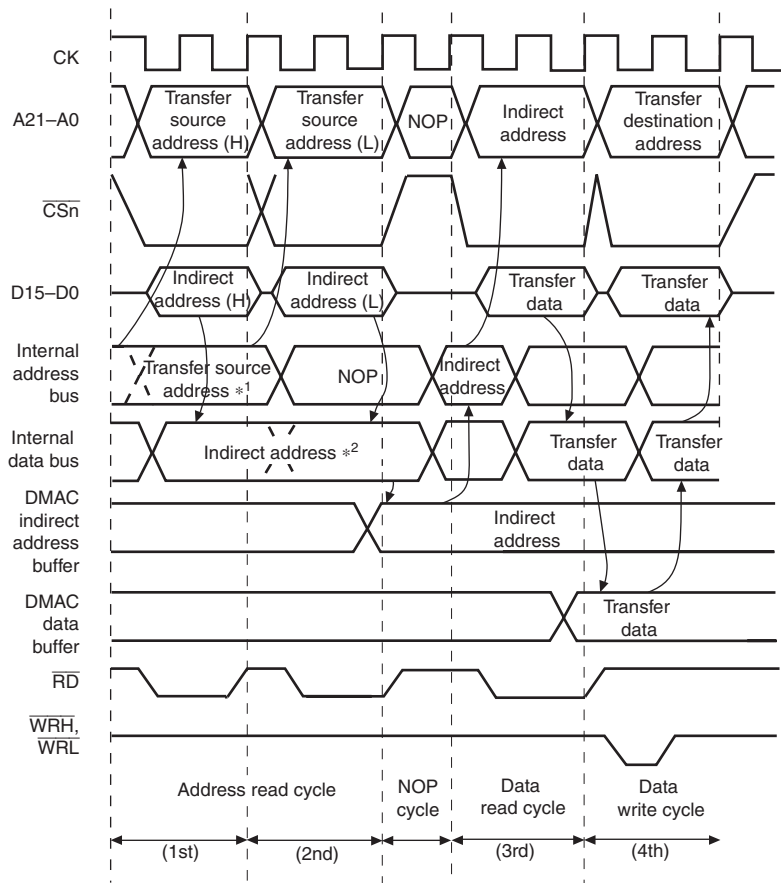 CK
A21–A0
Transfer
source
address (H)
Transfer
source
address (L)
NOP
Indirect
address
Transfer
destination
address
CSn
D15–D0
Indirect
address (H)
Indirect
address (L)
Transfer
data
Transfer
data
Internal
address
bus
Transfer source
address *1
NOP
Indirect
address
Internal
data bus
Indirect address *2
Transfer
data
Transfer
data
DMAC
indirect
address
buffer
Indirect
address
DMAC
data
buffer
Transfer
data
RD
WRH,
WRL
Address read cycle
NOP
cycle
Data
read cycle
Data
write cycle
(1st)
(2nd)
(3rd)
(4th)